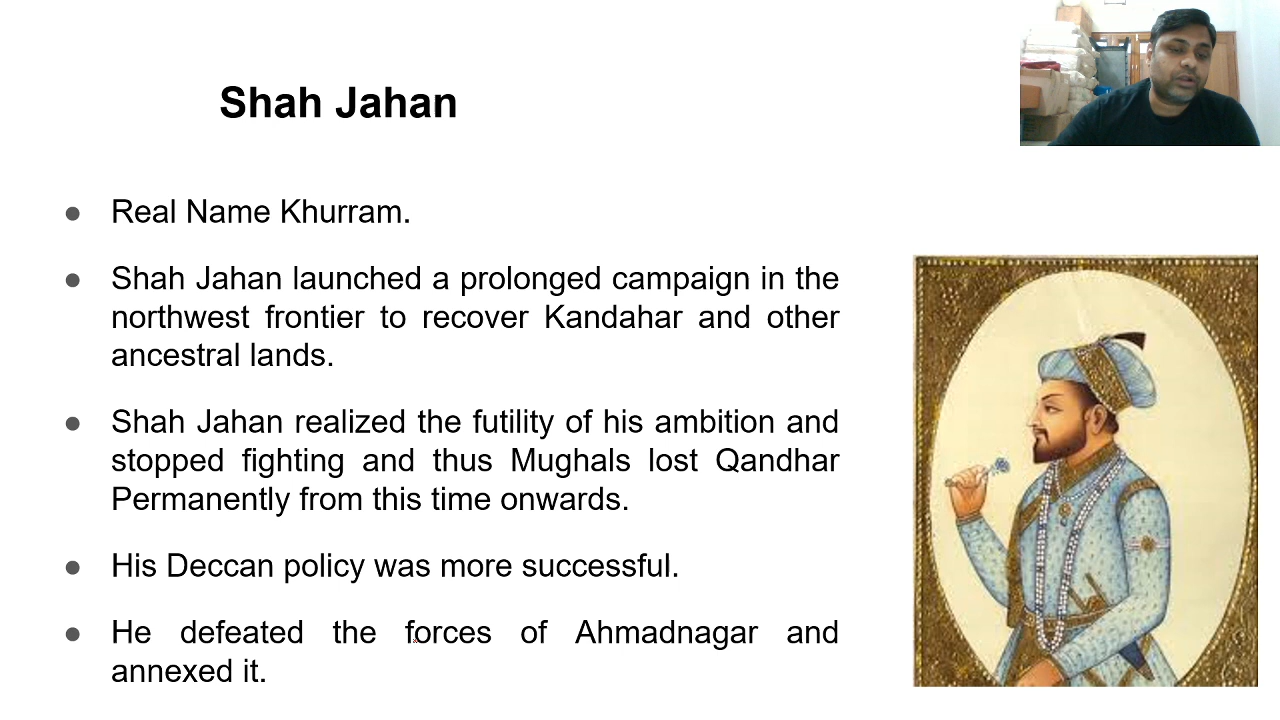 Shah Jahan
● Real Name Khurram.
● Shah Jahan launched a prolonged campaign in the
northwest frontier to recover Kandahar and other
ancestral lands.
● Shah Jahan realized the futility of his ambition and
stopped fighting and thus Mughals lost Qandhar
Permanently from this time onwards.
● His Deccan policy was more successful.
● He defeated the forces of Ahmadnagar and
annexed it.